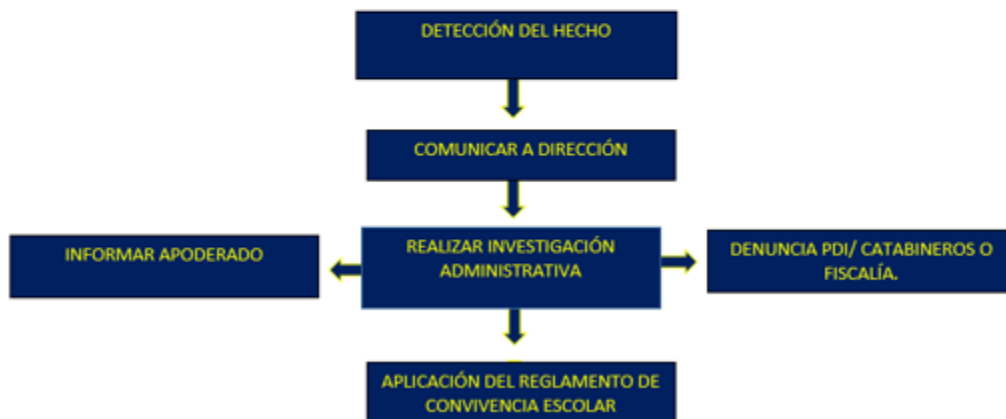 DETECCIÓN DEL HECHO
COMUNICAR A DIRECCIÓN
INFORMAR APODERADO
REALIZAR INVESTIGACIÓN
ADMINISTRATIVA
DENUNCIA PDI/ CATABINEROS O
FISCALÍA.
APLICACIÓN DEL REGLAMENTO DE
CONVIVENCIA ESCOLAR